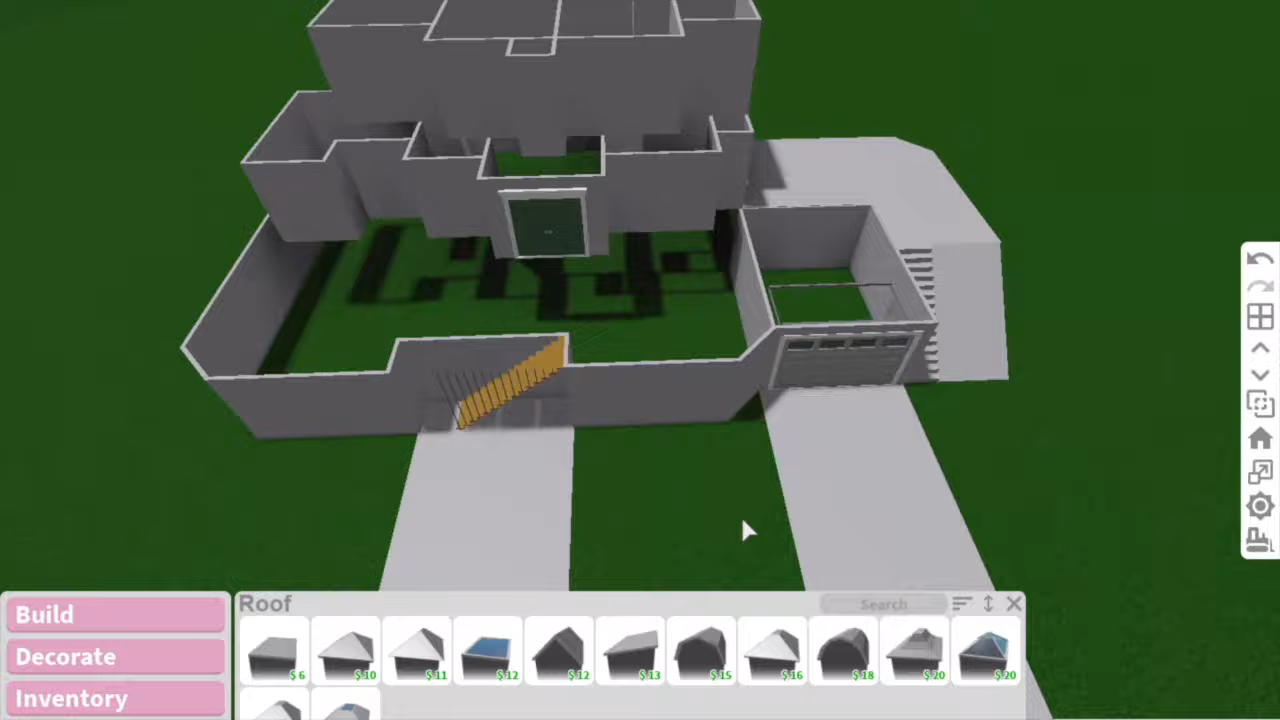 Build
Decorate
Inventory
Roof
Search
$6
$10
$11
$12
$12
$13
$15
$16
$18
$20
$20